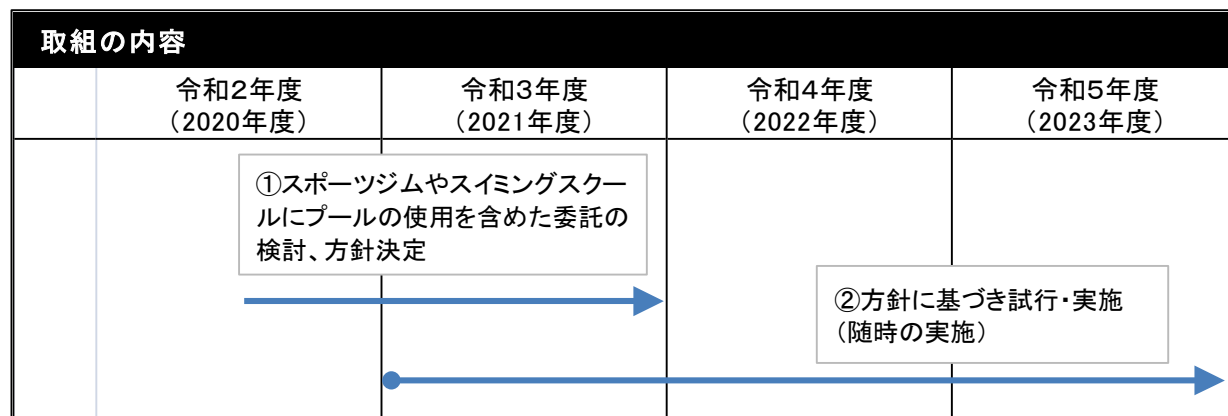 取組の内容
令和2年度
（2020年度）
令和3年度
（2021年度）
令和4年度
（2022年度）
令和5年度
（2023年度）
①スポーツジムやスイミングスクー
ルにプールの使用を含めた委託の
検討、方針決定
②方針に基づき試行・実施
（随時の実施）